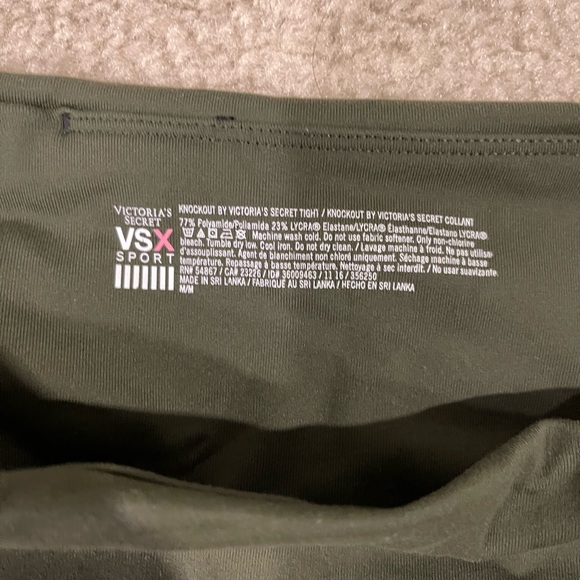 VICTORIA'S
SECRET
VSX
SPORT
KNOCKOUT BY VICTORIA'S SECRET TIGHT / KNOCKOUT BY VICTORIA'S SECRET COLLANT
77% Polyamide/Poliamida 23% LYCRA® Elastane/LYCRA® Élasthanne/Elastano LYCRA®
Machine wash cold. Do not use fabric softener. Only non-chlorine
bleach. Tumble dry low. Cool iron. Do not dry clean. / Lavage machine à froid. Ne pas utiliser
d'assouplissant. Agent de blanchiment non chloré uniquement. Séchage machine à basse
température. Repassage à basse température. Nettoyage à sec interdit. / No usar suavizante.
RN# 54867 / CA# 23226 / ID# 36009463 / 11 16 / 356250
MADE IN SRI LANKA / FABRIQUÉ AU SRI LANKA / HECHO EN SRI LANKA
M/M